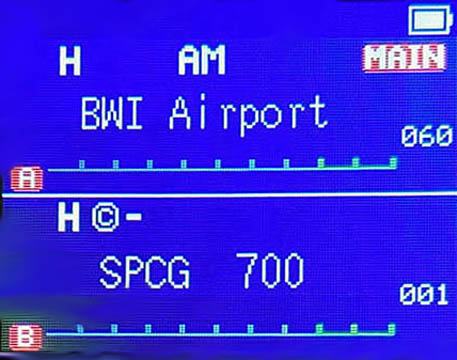 H AM MAIN
BWI Airport
060
A
H ©-
SPCG 700
001
B